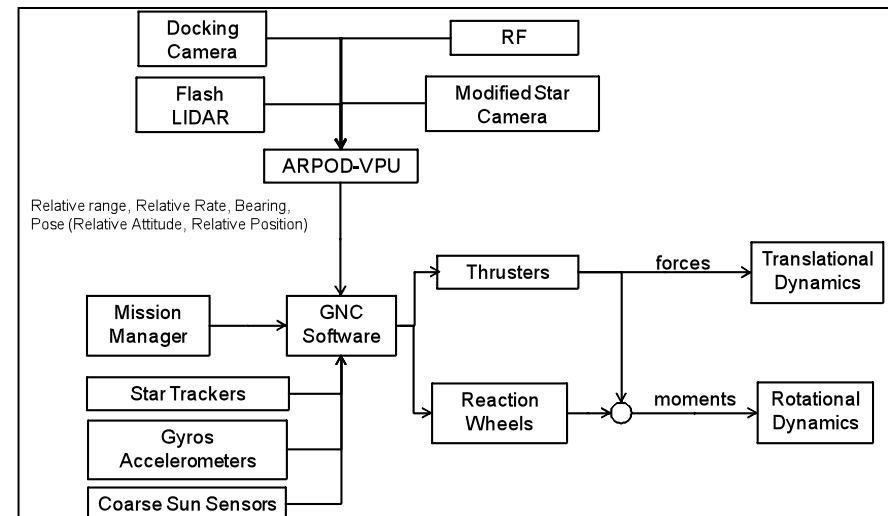 Docking
Camera
RF
Flash
LIDAR
Modified Star
Camera
ARPOD-VPU
Relative range, Relative Rate, Bearing,
Pose (Relative Attitude, Relative Position)
Thrusters
forces
Translational
Dynamics
Mission
Manager
GNC
Software
Star Trackers
Reaction
Wheels
moments
Rotational
Dynamics
Gyros
Accelerometers
Coarse Sun Sensors